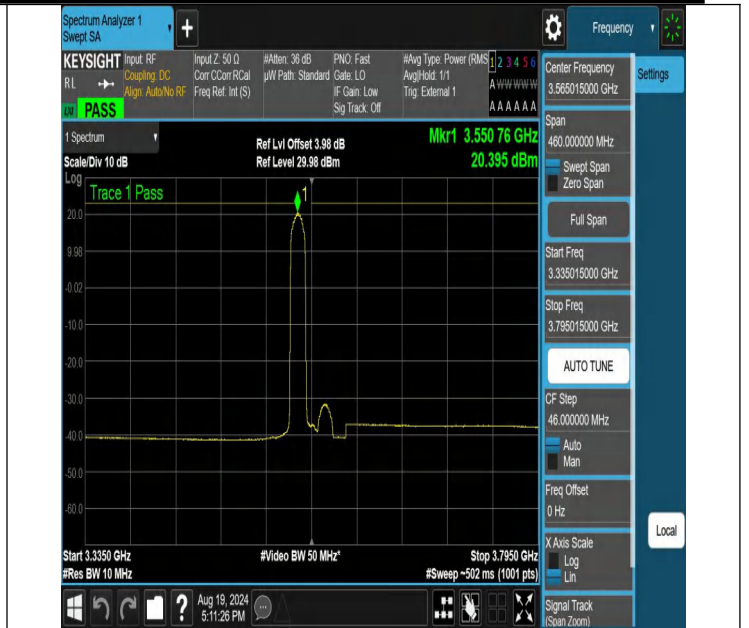 Spectrum Analyzer 1
Swept SA
+
Frequency
KEYSIGHT
RL
PASS
Input: RF
Coupling: DC
Align: Auto/No RF
Input Z: 50 Ω
Corr CCorr RCal
Freq Ref: Int (S)
#Atten: 36 dB
µW Path: Standard
PNO: Fast
Gate: LO
IF Gain: Low
Sig Track: Off
#Avg Type: Power (RMS
Avg|Hold: 1/1
Trig: External 1
1 2 3 4 5 6
A W W W W W
A A A A A A
1 Spectrum
Scale/Div 10 dB
Ref Lvl Offset 3.98 dB
Ref Level 29.98 dBm
Mkr1 3.550 76 GHz
20.395 dBm
Log
Trace 1 Pass
1
20.0
9.98
-0.02
-10.0
-20.0
-30.0
-40.0
-50.0
-60.0
Start 3.3350 GHz
#Res BW 10 MHz
#Video BW 50 MHz*
Stop 3.7950 GHz
#Sweep ~502 ms (1001 pts)
Center Frequency
3.565015000 GHz
Settings
Span
460.000000 MHz
Swept Span
Zero Span
Full Span
Start Freq
3.335015000 GHz
Stop Freq
3.795015000 GHz
AUTO TUNE
CF Step
46.000000 MHz
Auto
Man
Freq Offset
0 Hz
X Axis Scale
Log
Lin
Local
Signal Track
(Span Zoom)
?
Aug 19, 2024
5:11:26 PM